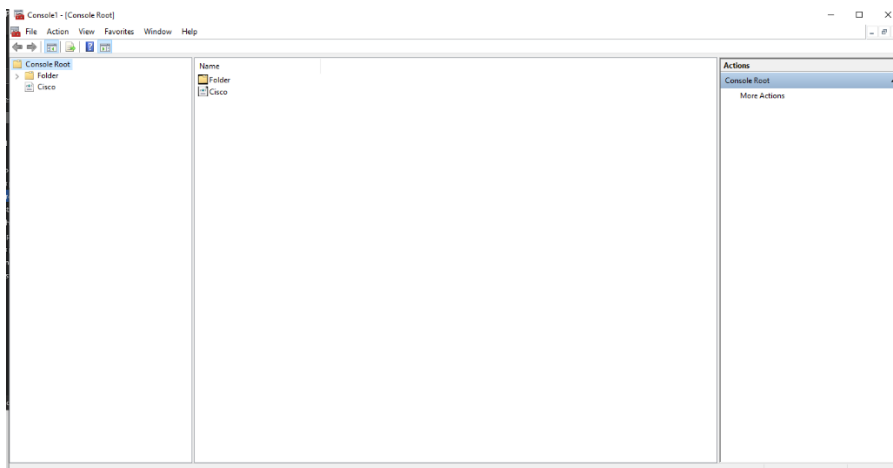 Console1 - [Console Root]
File Action View Favorites Window Help
Console Root
Folder
Cisco
Name
Folder
Cisco
Actions
Console Root
More Actions